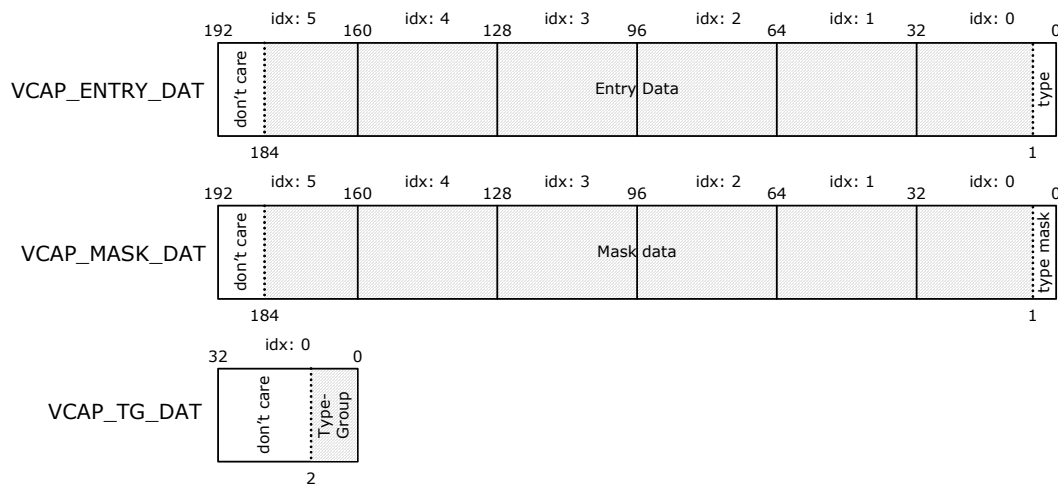 idx: 5 idx: 4 idx: 3 idx: 2 idx: 1 idx: 0
192 160 128 96 64 32 0
VCAP_ENTRY_DAT don't care Entry Data type
184 1
idx: 5 idx: 4 idx: 3 idx: 2 idx: 1 idx: 0
192 160 128 96 64 32 0
VCAP_MASK_DAT don't care Mask data type mask
184 1
idx: 0
32 0
VCAP_TG_DAT don't care Type-
Group
2